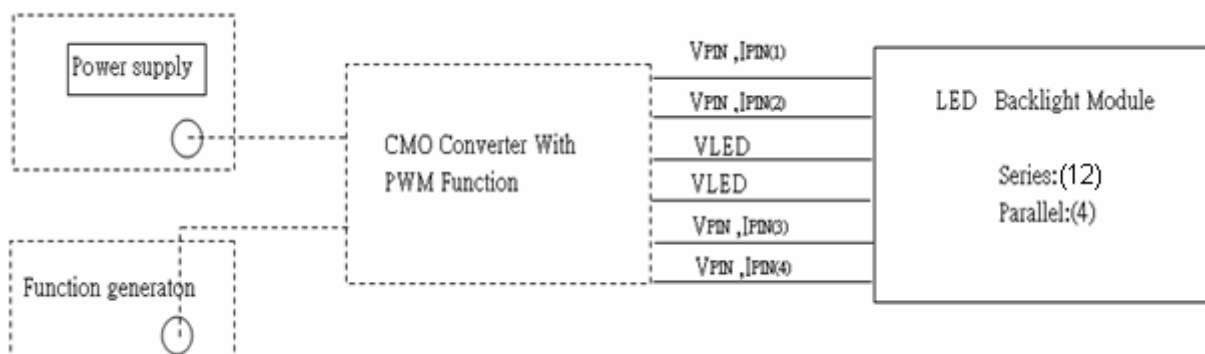 Power supply
CMO Converter With
PWM Function
Function generaton
VPIN ,IPIN(1)
VPIN ,IPIN(2)
VLED
VLED
VPIN ,IPIN(3)
VPIN ,IPIN(4)
LED Backlight Module
Series:(12)
Parallel:(4)